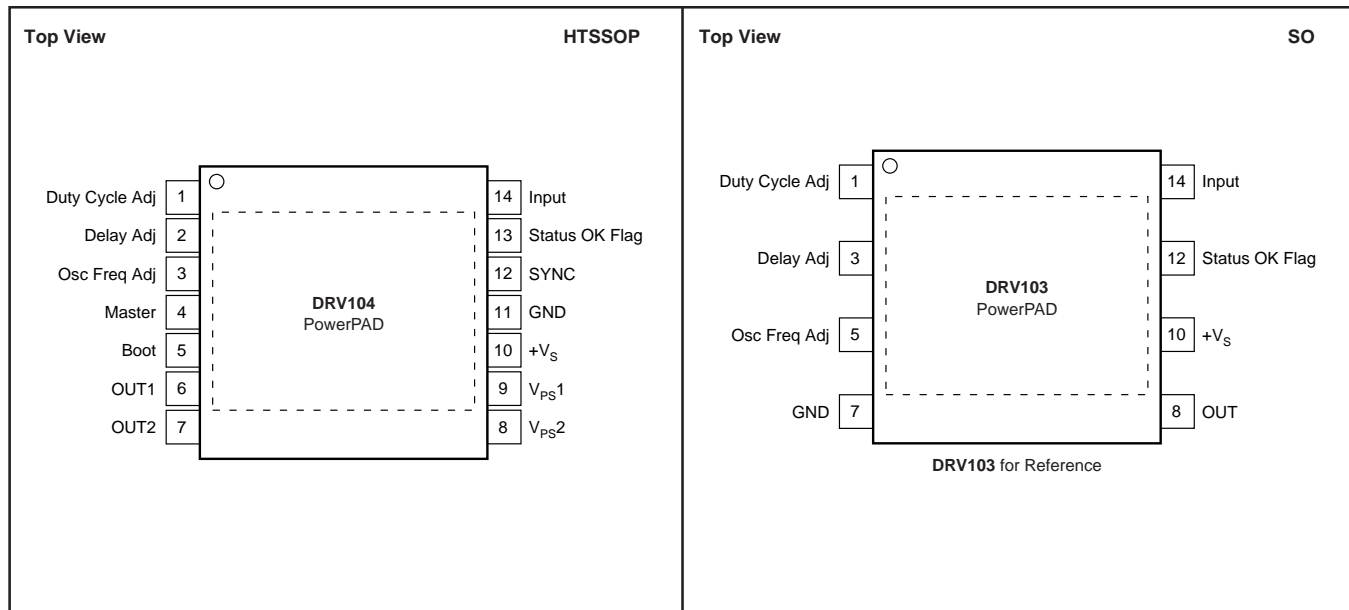 Top View HTSSOP
Duty Cycle Adj 1
Delay Adj 2
Osc Freq Adj 3
Master 4
Boot 5
OUT1 6
OUT2 7
DRV104
PowerPAD
14 Input
13 Status OK Flag
12 SYNC
11 GND
10 +VS
9 VPS1
8 VPS2
Top View SO
Duty Cycle Adj 1
Delay Adj 3
Osc Freq Adj 5
GND 7
DRV103
PowerPAD
14 Input
12 Status OK Flag
10 +VS
8 OUT
DRV103 for Reference